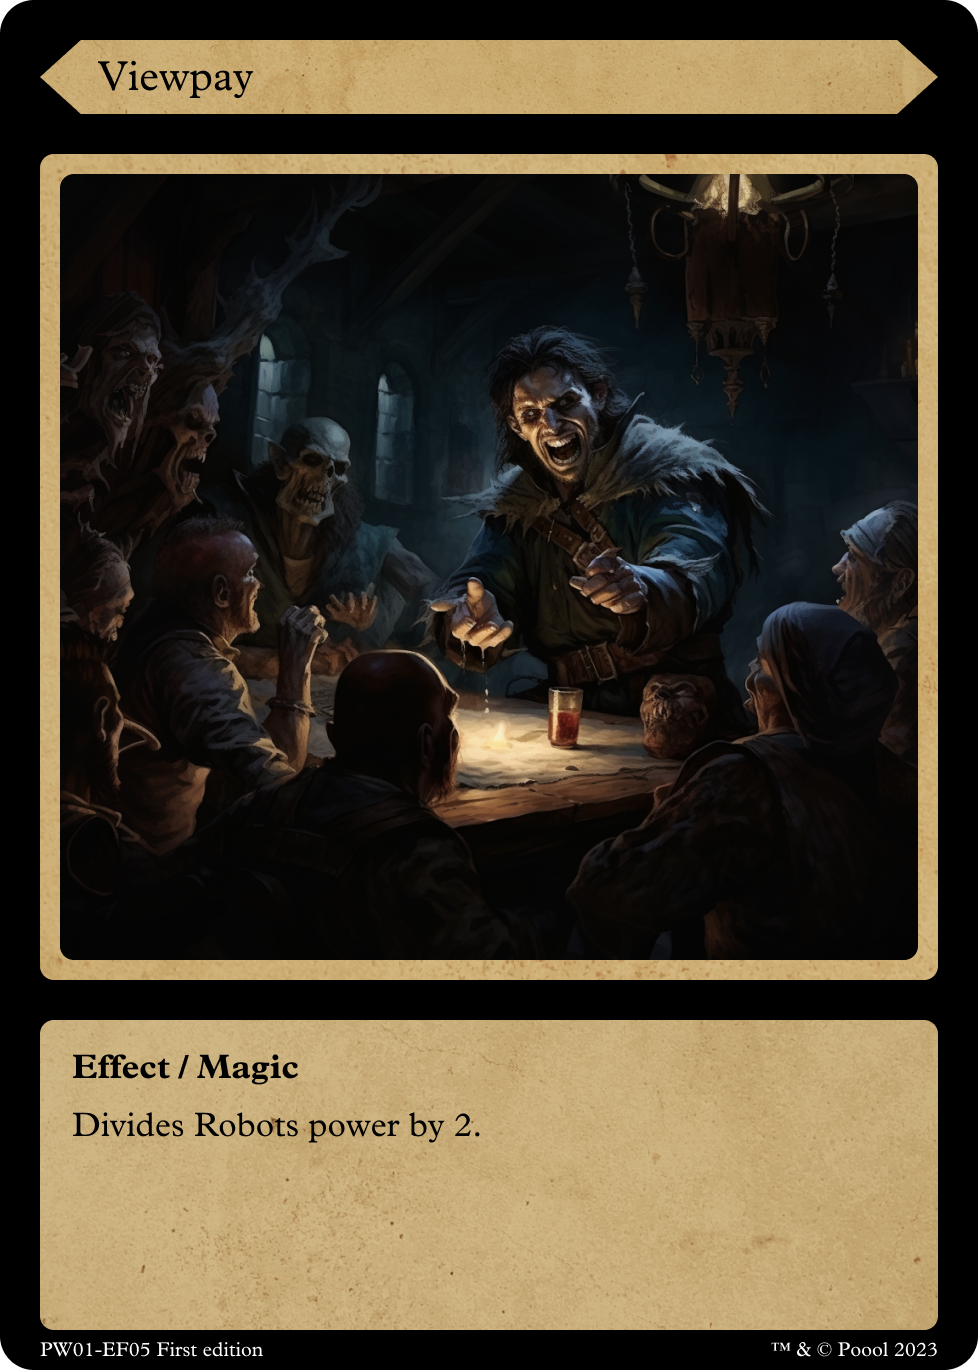 Viewpay
Effect / Magic
Divides Robots power by 2.
PW01-EF05 First edition
™ & © Poool 2023